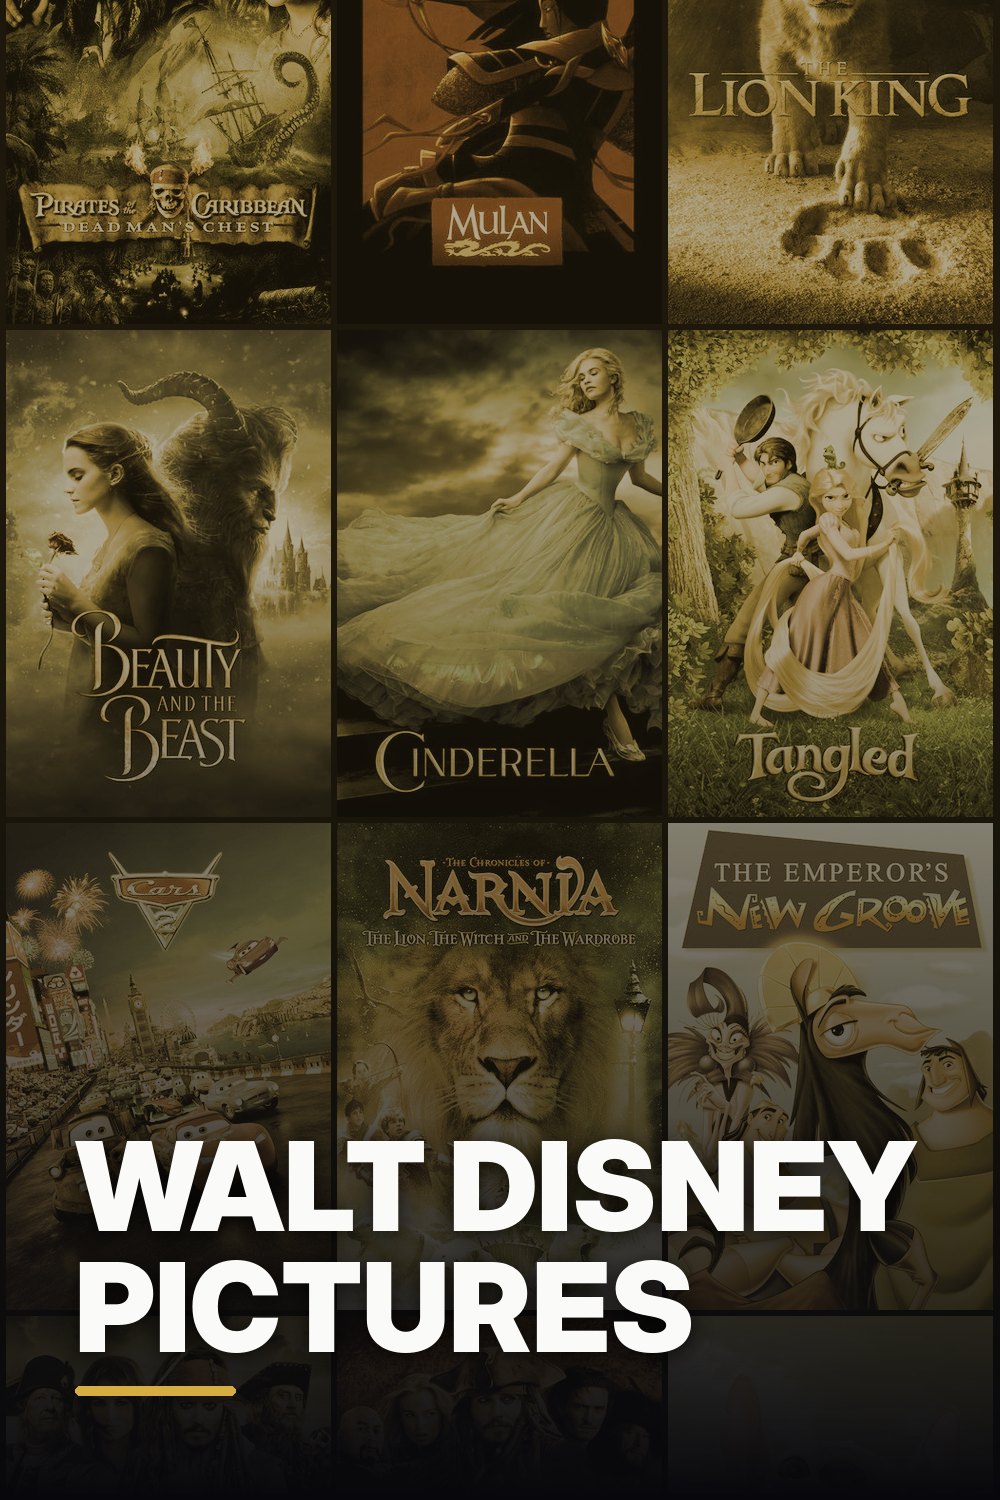 PIRATES of the CARIBBEAN
DEAD MAN'S CHEST
MULAN
THE
LION KING
BEAUTY
AND THE
BEAST
CINDERELLA
Tangled
Cars
THE CHRONICLES OF
NARNIA
THE LION, THE WITCH AND THE WARDROBE
THE EMPEROR'S
NEW GROOVE
WALT DISNEY
PICTURES